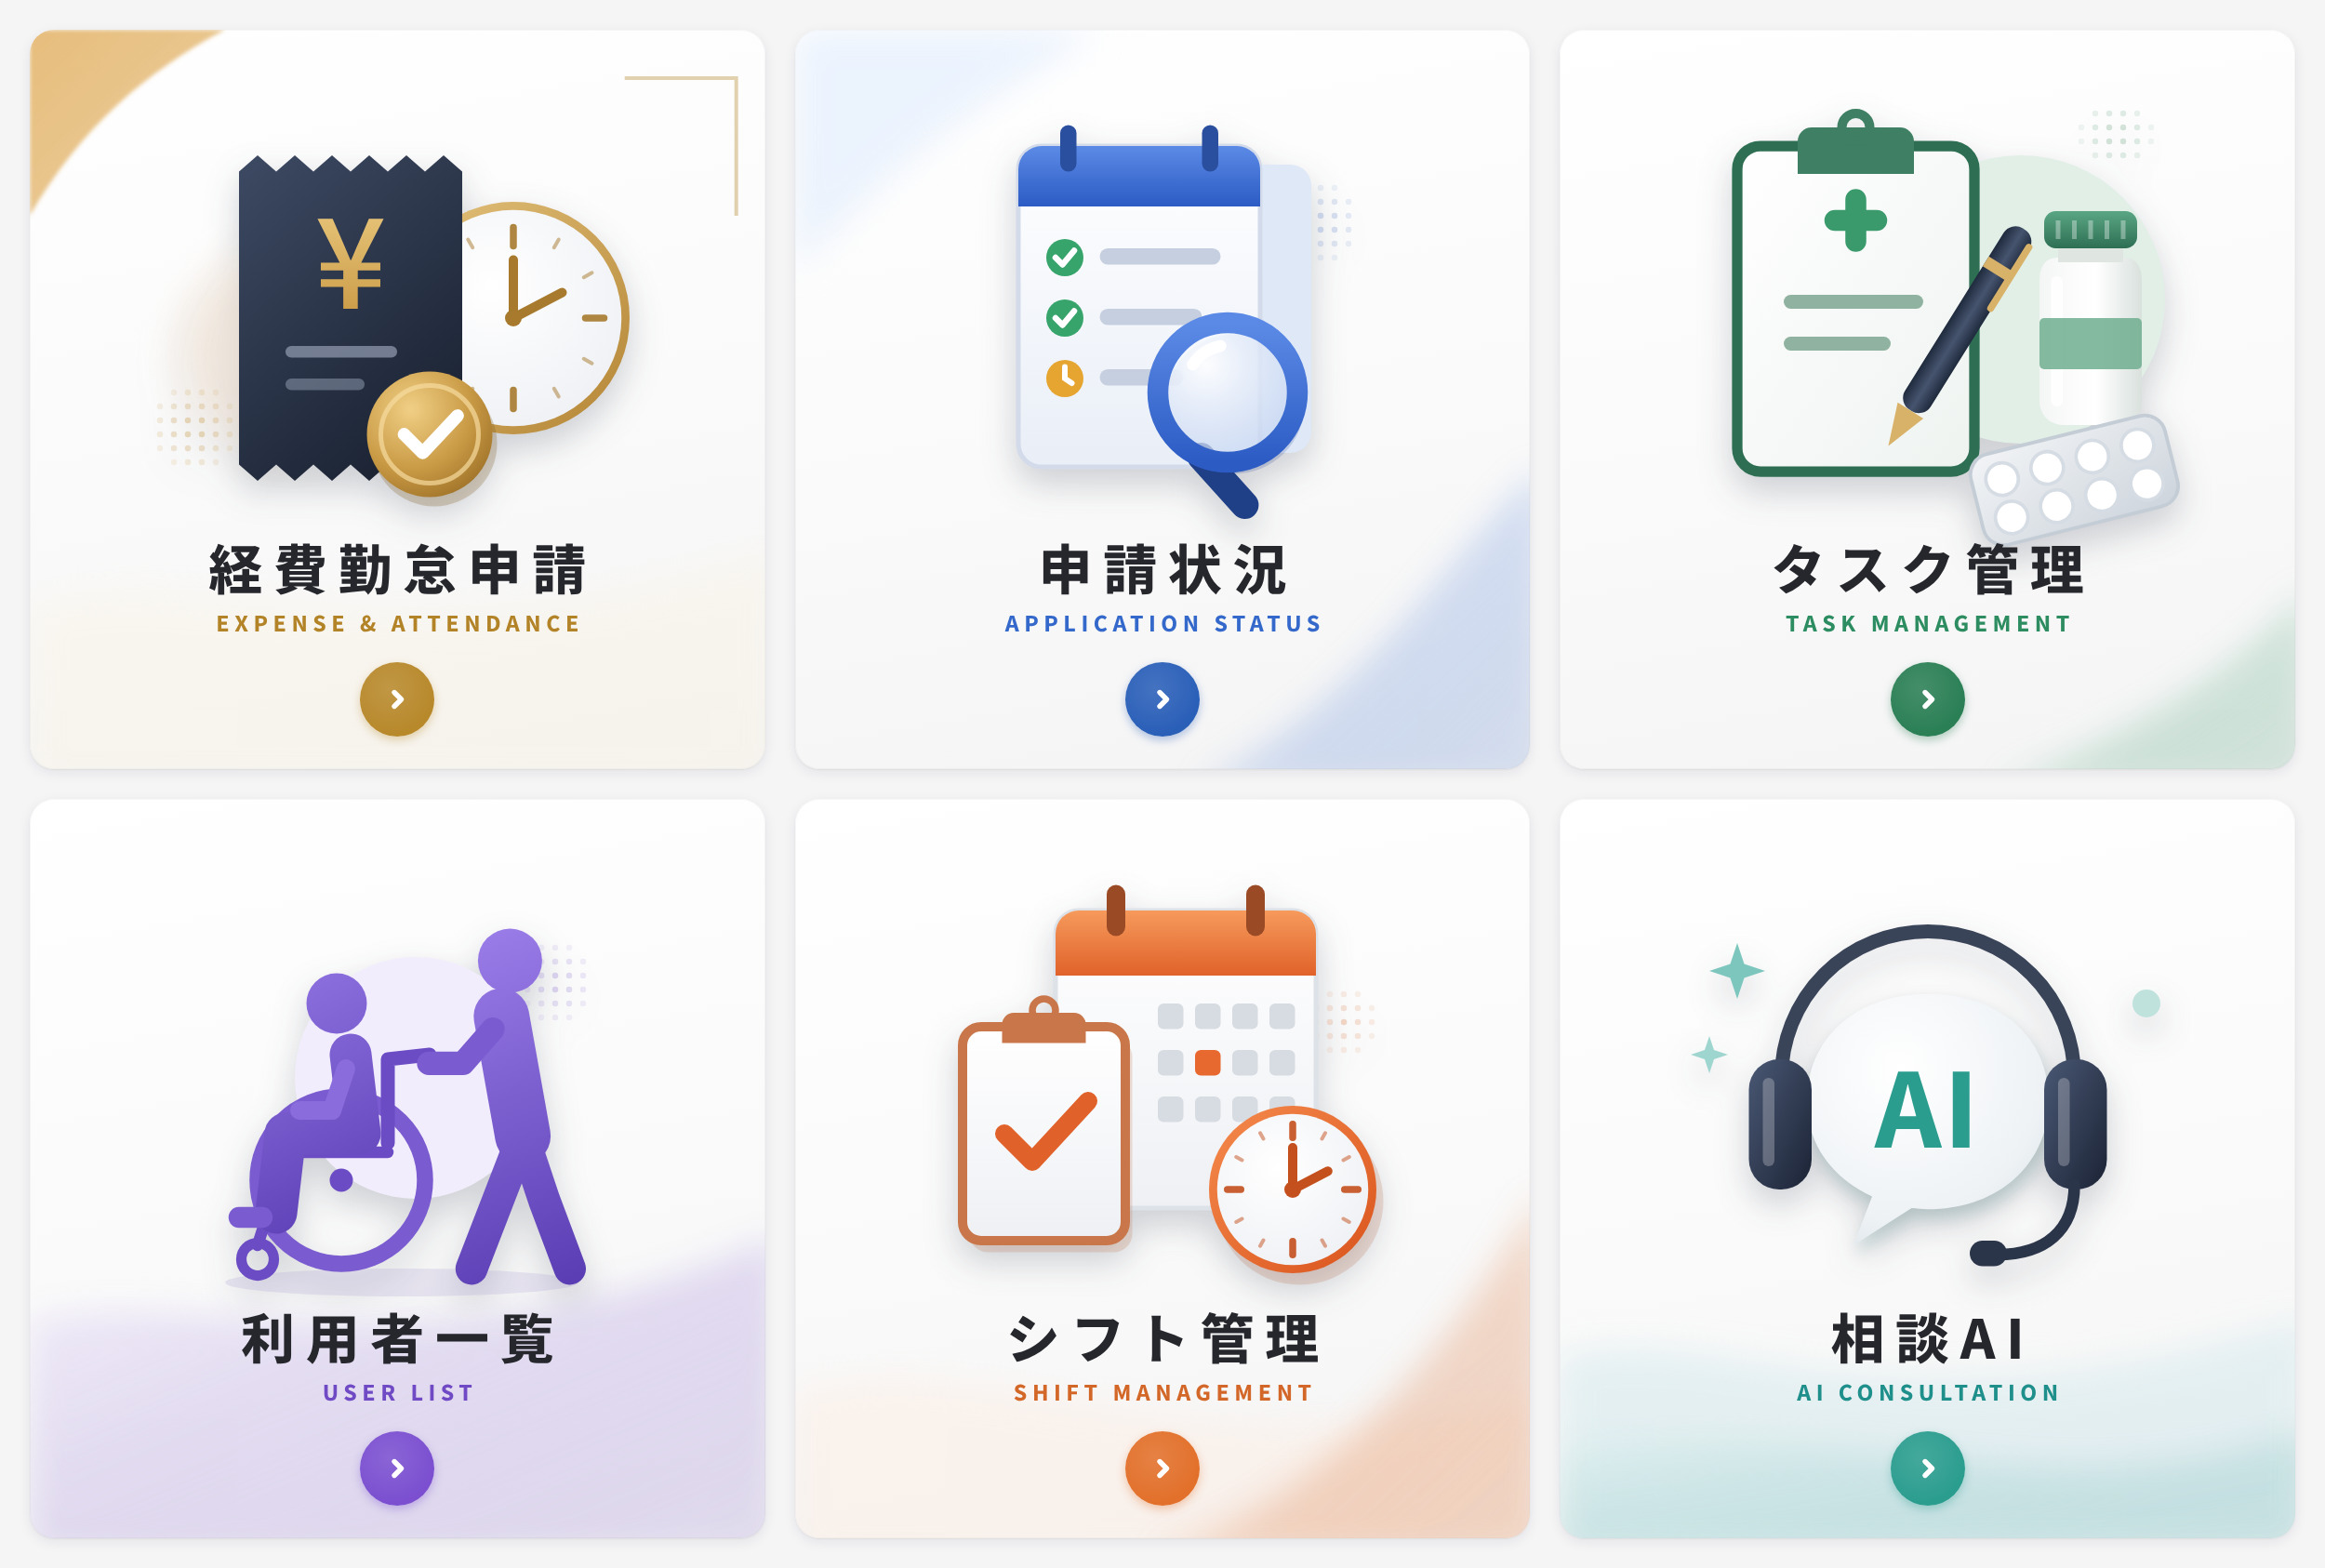 ¥
経費勤怠申請
EXPENSE & ATTENDANCE
申請状況
APPLICATION STATUS
タスク管理
TASK MANAGEMENT
利用者一覧
USER LIST
シフト管理
SHIFT MANAGEMENT
AI
相談AI
AI CONSULTATION